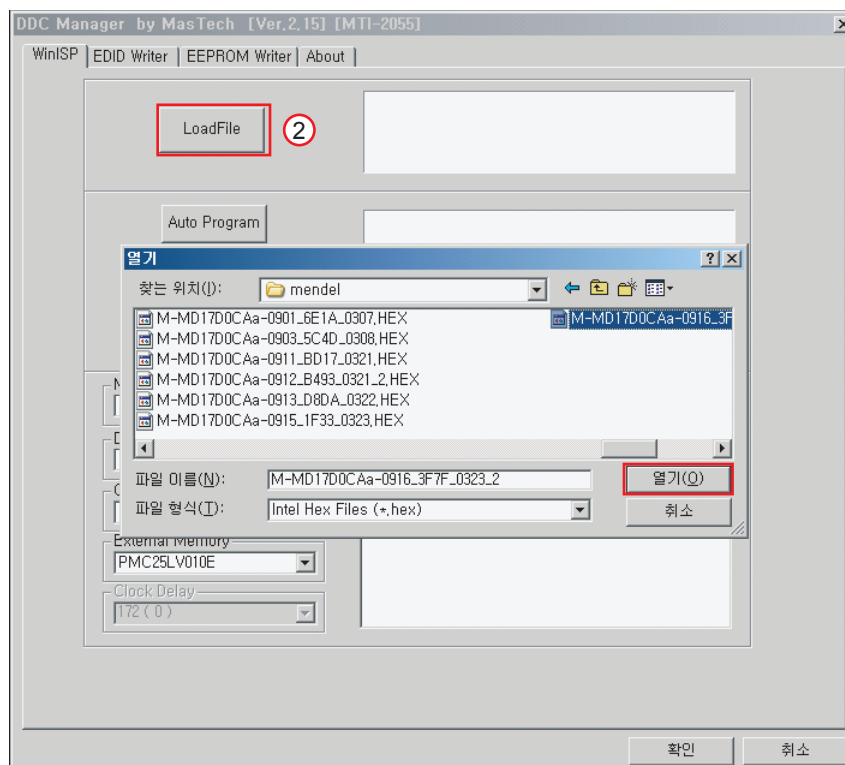 DDC Manager by MasTech [Ver,2,15] [MTI-2055]
WinISP EDID Writer EEPROM Writer About
LoadFile ②
Auto Program
열기
찾는 위치(I): mendel
M-MD17D0CAa-0901_6E1A_0307,HEX
M-MD17D0CAa-0916_3F
M-MD17D0CAa-0903_5C4D_0308,HEX
M-MD17D0CAa-0911_BD17_0321,HEX
M-MD17D0CAa-0912_B493_0321_2,HEX
M-MD17D0CAa-0913_D8DA_0322,HEX
M-MD17D0CAa-0915_1F33_0323,HEX
파일 이름(N): M-MD17D0CAa-0916_3F7F_0323_2 열기(O)
파일 형식(T): Intel Hex Files (*,hex) 취소
External Memory
PMC25LV010E
Clock Delay
172 ( 0 )
확인 취소